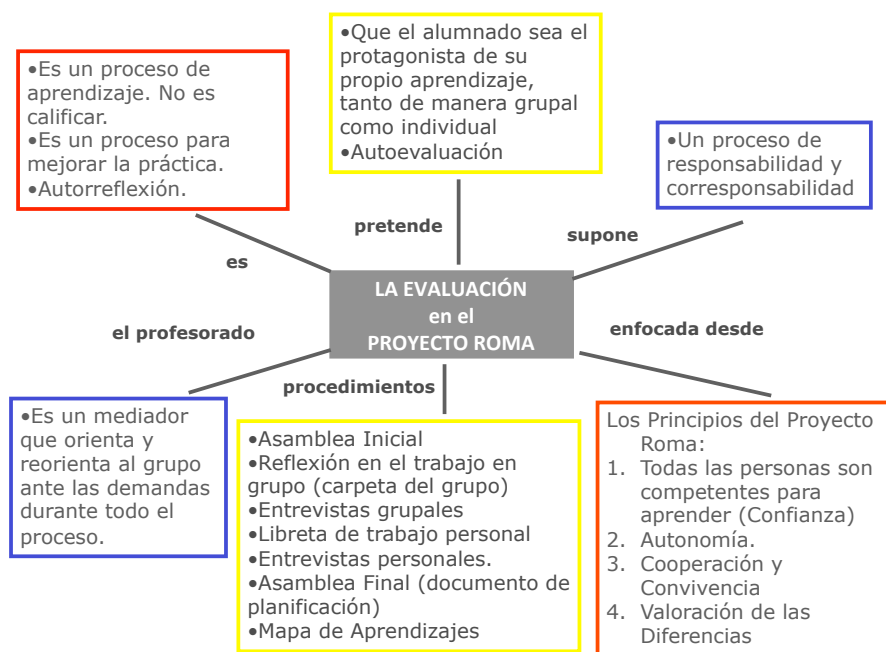 •Es un proceso de
aprendizaje. No es
calificar.
•Es un proceso para
mejorar la práctica.
•Autorreflexión.
•Que el alumnado sea el
protagonista de su
propio aprendizaje,
tanto de manera grupal
como individual
•Autoevaluación
•Un proceso de
responsabilidad y
corresponsabilidad
es
pretende
supone
LA EVALUACIÓN
en el
PROYECTO ROMA
el profesorado
procedimientos
enfocada desde
•Es un mediador
que orienta y
reorienta al grupo
ante las demandas
durante todo el
proceso.
•Asamblea Inicial
•Reflexión en el trabajo en
grupo (carpeta del grupo)
•Entrevistas grupales
•Libreta de trabajo personal
•Entrevistas personales.
•Asamblea Final (documento de
planificación)
•Mapa de Aprendizajes
Los Principios del Proyecto
Roma:
1. Todas las personas son
competentes para
aprender (Confianza)
2. Autonomía.
3. Cooperación y
Convivencia
4. Valoración de las
Diferencias